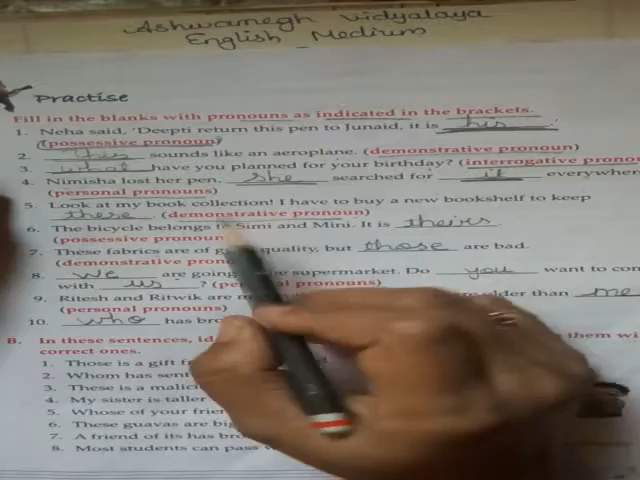 Ashwamegh Vidyalaya
English Medium
Practise
Fill in the blanks with pronouns as indicated in the brackets.
1. Neha said, 'Deepti return this pen to Junaid, it is his
(possessive pronoun)'
2. This sounds like an aeroplane. (demonstrative pronoun)
3. what have you planned for your birthday? (interrogative pronoun
4. Nimisha lost her pen. she searched for it everywhere
(personal pronouns)
5. Look at my book collection! I have to buy a new bookshelf to keep
these. (demonstrative pronoun)
6. The bicycle belongs to Simi and Mini. It is theirs.
(possessive pronoun
7. These fabrics are of quality, but those are bad.
(demonstrative pron
8. we are going supermarket. Do you want to com
with us? (pe pronouns)
9. Ritesh and Ritwik are older than me
(personal pronouns)
10. who has bro
B. In these sentences, id them wi
correct ones.
1. Those is a gift f
2. Whom has sent
3. These is a malic
4. My sister is taller
5. Whose of your frie
6. These guavas are big
7. A friend of its has bro
8. Most students can pass